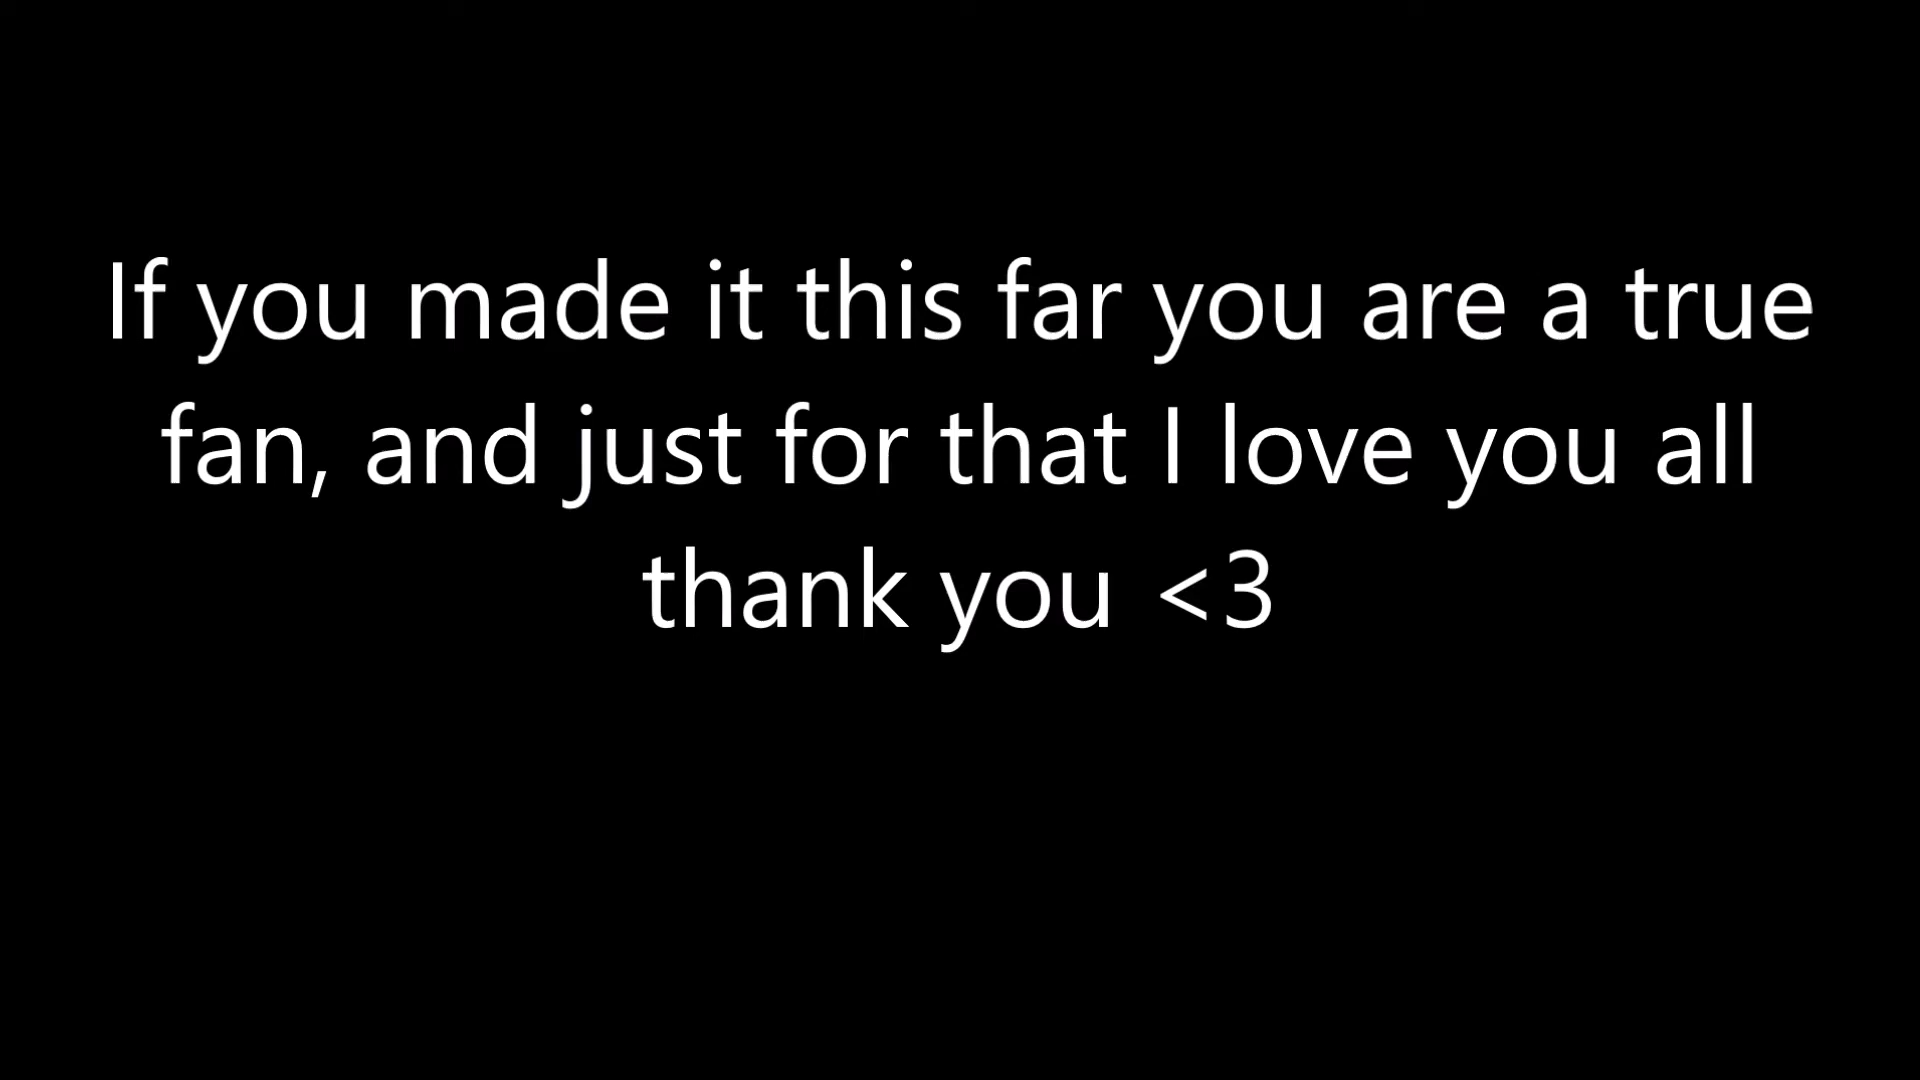 If you made it this far you are a true
fan, and just for that I love you all
thank you <3